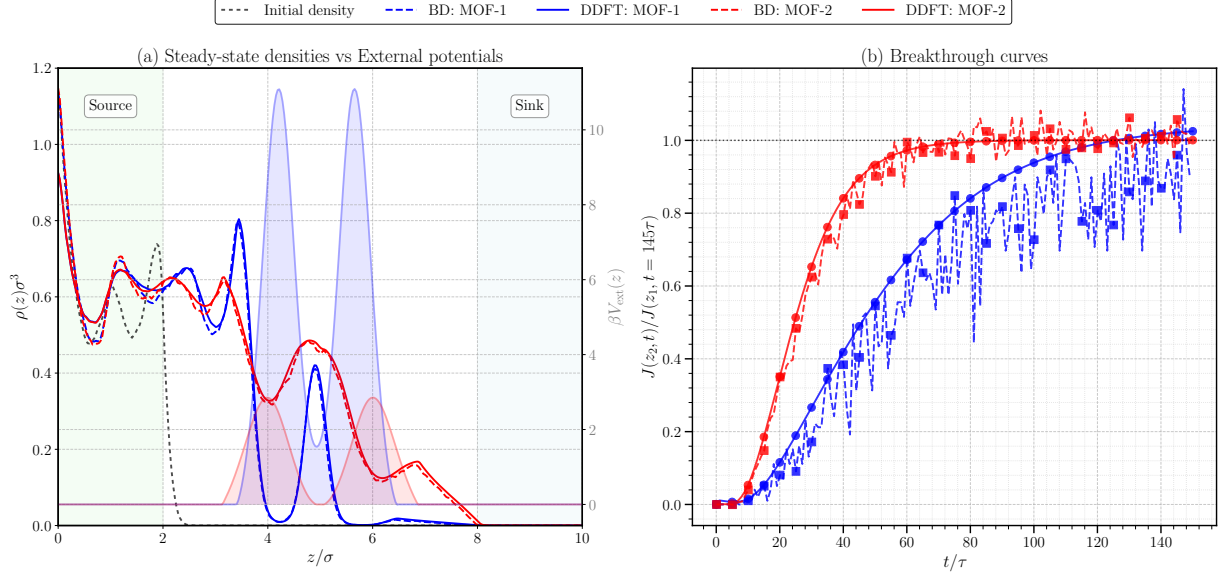 Initial density BD: MOF-1 DDFT: MOF-1 BD: MOF-2 DDFT: MOF-2
(a) Steady-state densities vs External potentials
Source
Sink
ρ(z)σ³
1.2
1.0
0.8
0.6
0.4
0.2
0.0
0 2 4 6 8 10
z/σ
10
8
6
4
2
0
βV_ext(z)
(b) Breakthrough curves
J(z₂, t)/J(z₁, t = 145τ)
1.0
0.8
0.6
0.4
0.2
0.0
0 20 40 60 80 100 120 140
t/τ